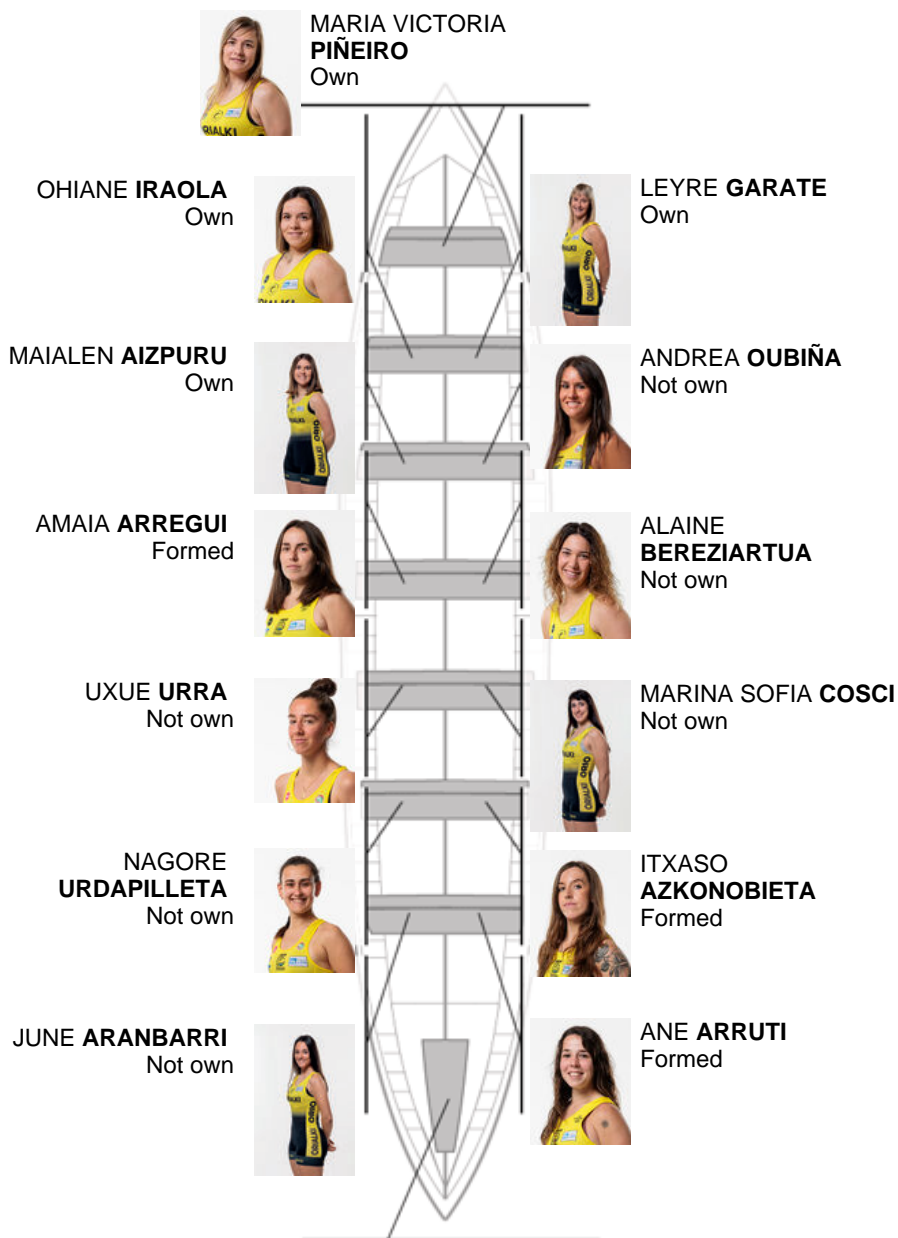 MARIA VICTORIA
PIÑEIRO
Own
OHIANE IRAOLA
Own
LEYRE GARATE
Own
MAIALEN AIZPURU
Own
ANDREA OUBIÑA
Not own
AMAIA ARREGUI
Formed
ALAINE
BEREZIARTUA
Not own
UXUE URRA
Not own
MARINA SOFIA COSCI
Not own
NAGORE
URDAPILLETA
Not own
ITXASO
AZKONOBIETA
Formed
JUNE ARANBARRI
Not own
ANE ARRUTI
Formed